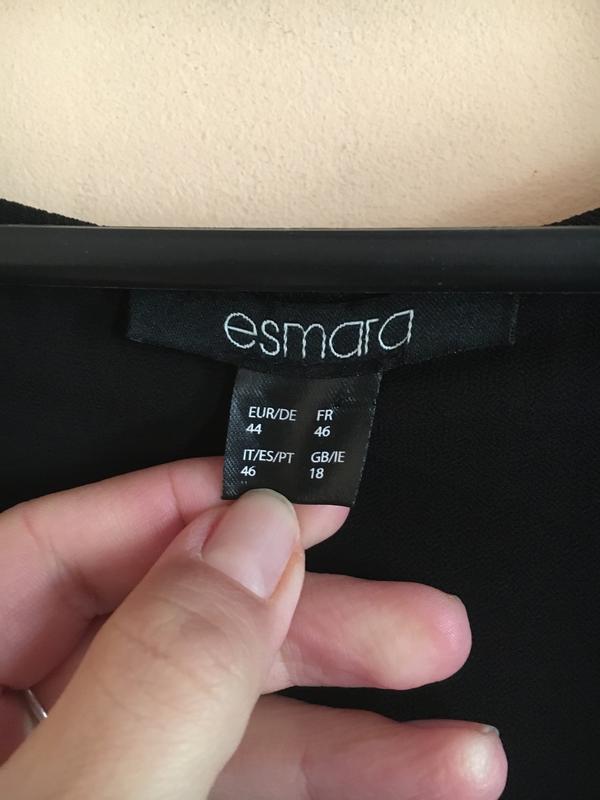 esmara
EUR/DE FR
44 46
IT/ES/PT GB/IE
46 18